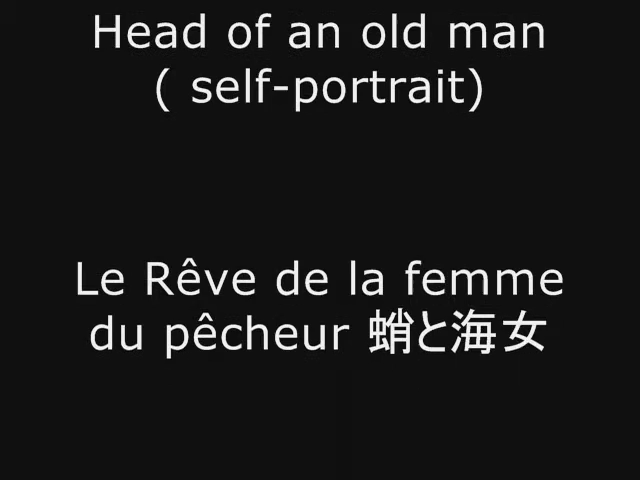 Head of an old man
( self-portrait)
Le Rêve de la femme
du pêcheur 蛸と海女